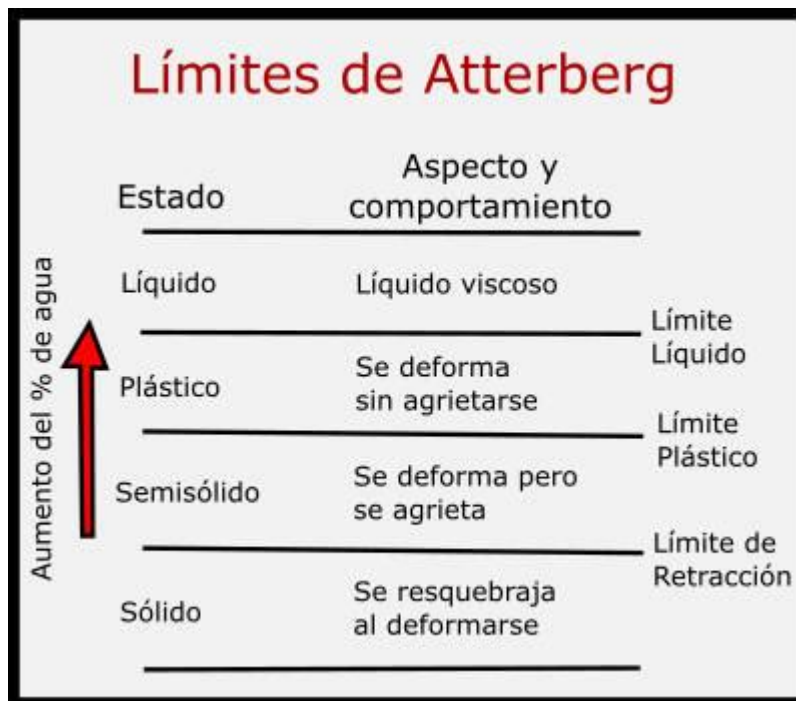 Límites de Atterberg
Estado
Aspecto y
comportamiento
Aumento del % de agua
Líquido
Líquido viscoso
Límite
Líquido
Plástico
Se deforma
sin agrietarse
Límite
Plástico
Semisólido
Se deforma pero
se agrieta
Límite de
Retracción
Sólido
Se resquebraja
al deformarse